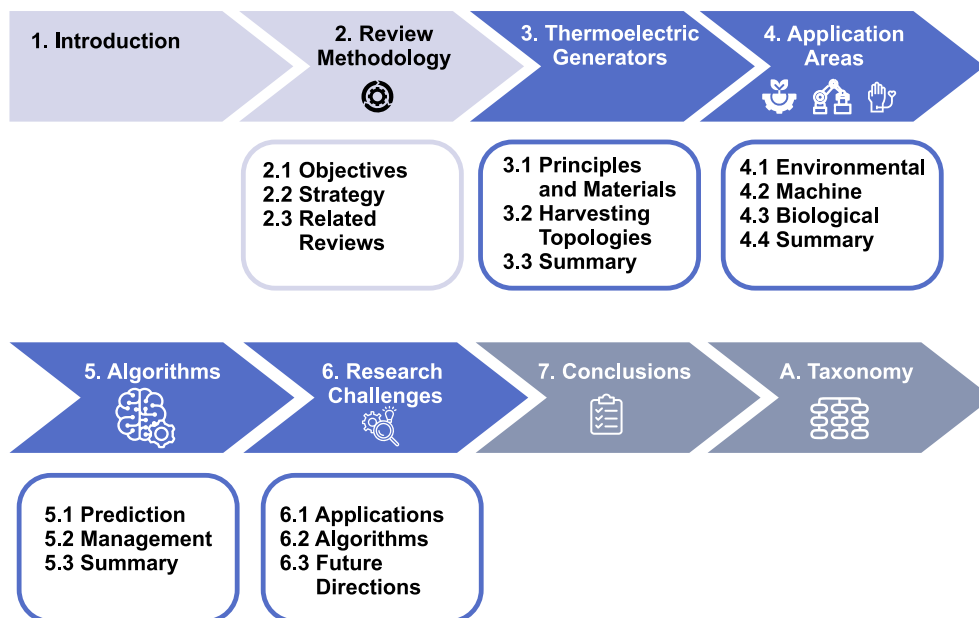 1. Introduction
2. Review
Methodology
3. Thermoelectric
Generators
4. Application
Areas
2.1 Objectives
2.2 Strategy
2.3 Related
Reviews
3.1 Principles
and Materials
3.2 Harvesting
Topologies
3.3 Summary
4.1 Environmental
4.2 Machine
4.3 Biological
4.4 Summary
5. Algorithms
6. Research
Challenges
7. Conclusions
A. Taxonomy
5.1 Prediction
5.2 Management
5.3 Summary
6.1 Applications
6.2 Algorithms
6.3 Future
Directions